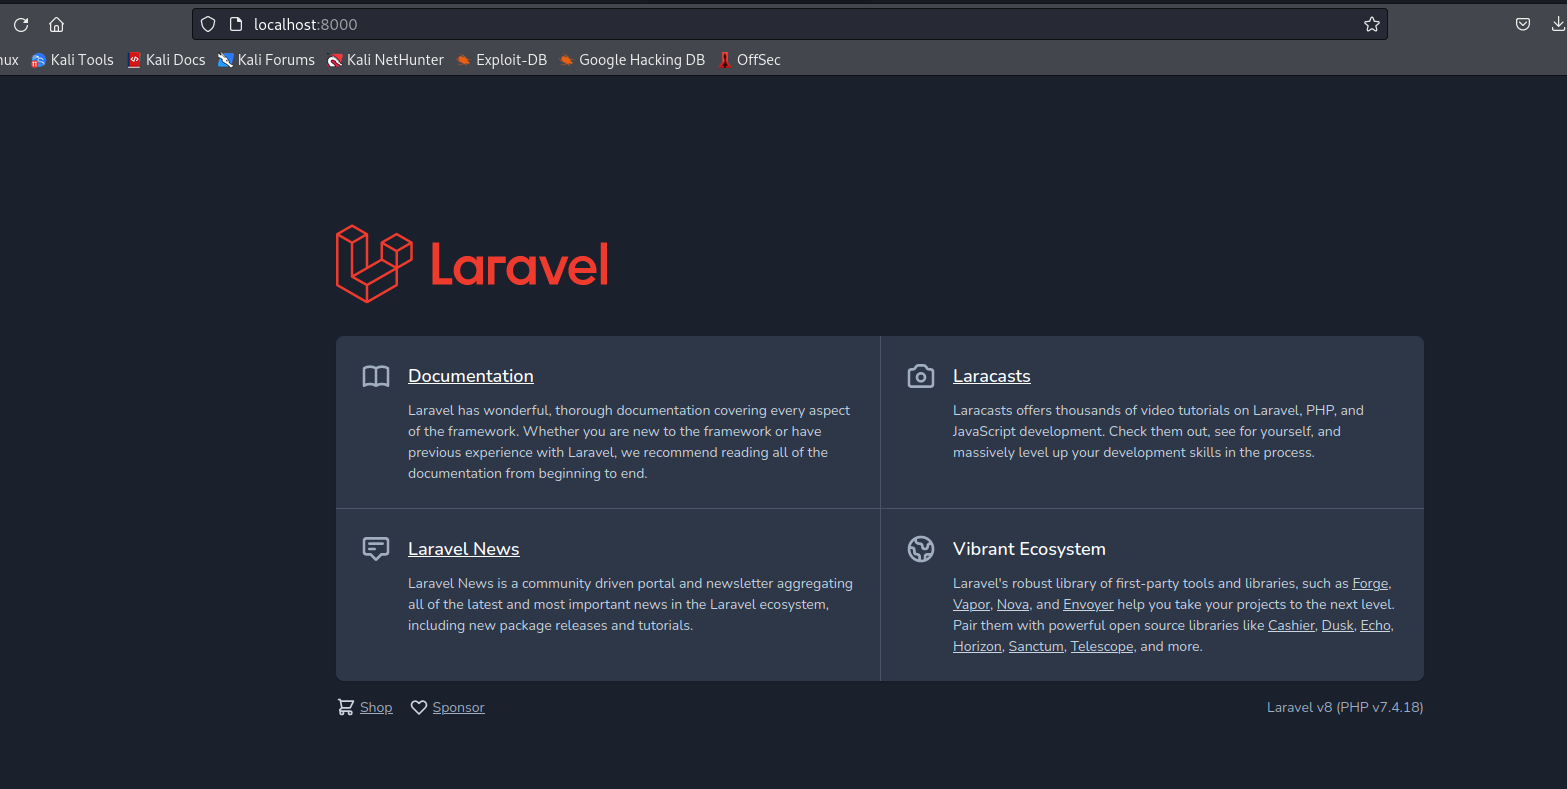 localhost:8000
nux Kali Tools Kali Docs Kali Forums Kali NetHunter Exploit-DB Google Hacking DB OffSec
Laravel
Documentation
Laravel has wonderful, thorough documentation covering every aspect
of the framework. Whether you are new to the framework or have
previous experience with Laravel, we recommend reading all of the
documentation from beginning to end.
Laracasts
Laracasts offers thousands of video tutorials on Laravel, PHP, and
JavaScript development. Check them out, see for yourself, and
massively level up your development skills in the process.
Laravel News
Laravel News is a community driven portal and newsletter aggregating
all of the latest and most important news in the Laravel ecosystem,
including new package releases and tutorials.
Vibrant Ecosystem
Laravel's robust library of first-party tools and libraries, such as Forge,
Vapor, Nova, and Envoyer help you take your projects to the next level.
Pair them with powerful open source libraries like Cashier, Dusk, Echo,
Horizon, Sanctum, Telescope, and more.
Shop Sponsor
Laravel v8 (PHP v7.4.18)